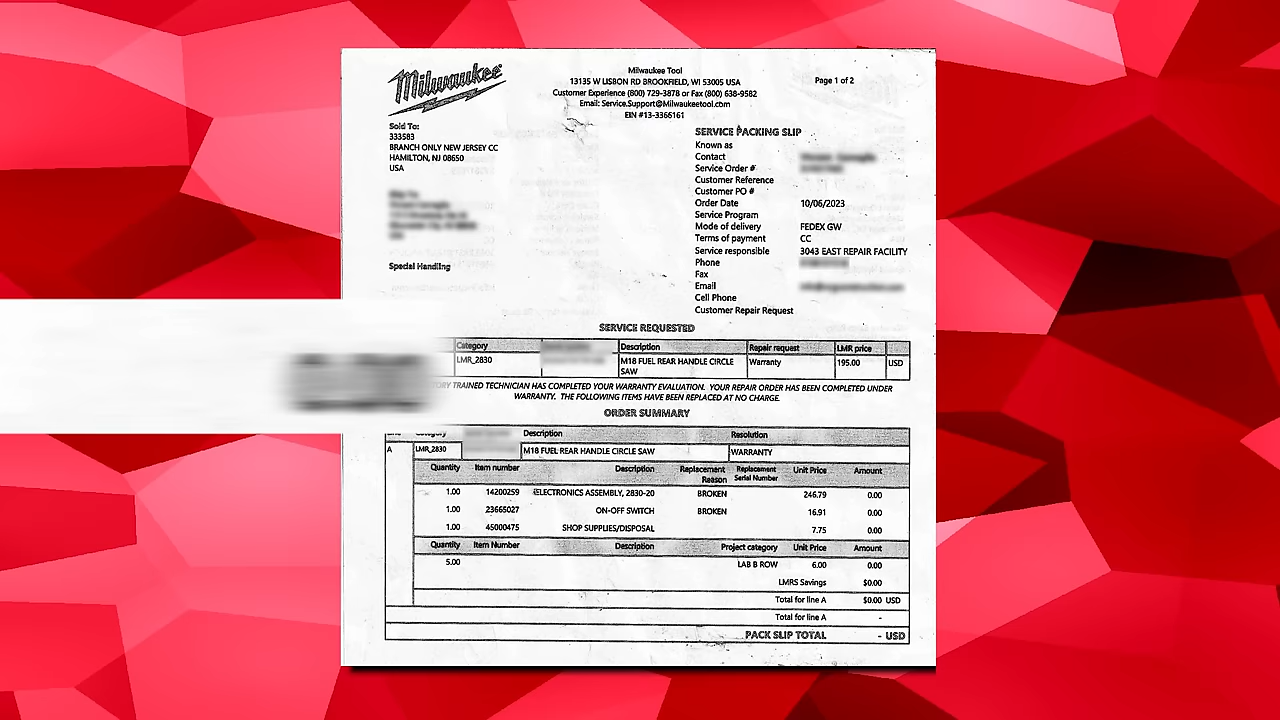 Milwaukee
Milwaukee Tool
13135 W LISBON RD BROOKFIELD, WI 53005 USA
Customer Experience (800) 729-3878 or Fax (800) 638-9582
Email: Service.Support@Milwaukeetool.com
EIN #13-3366161
Page 1 of 2
Sold To:
333583
BRANCH ONLY NEW JERSEY CC
HAMILTON, NJ 08650
USA
Special Handling
SERVICE PACKING SLIP
Known as
Contact
Service Order #
Customer Reference
Customer PO #
Order Date 10/06/2023
Service Program
Mode of delivery FEDEX GW
Terms of payment CC
Service responsible 3043 EAST REPAIR FACILITY
Phone
Fax
Email
Cell Phone
Customer Repair Request
SERVICE REQUESTED
Category Description Repair request LMR price
LMR_2830 M18 FUEL REAR HANDLE CIRCLE SAW Warranty 195.00 USD
TRAINED TECHNICIAN HAS COMPLETED YOUR WARRANTY EVALUATION. YOUR REPAIR ORDER HAS BEEN COMPLETED UNDER
WARRANTY. THE FOLLOWING ITEMS HAVE BEEN REPLACED AT NO CHARGE.
ORDER SUMMARY
Category Description Resolution
A LMR_2830 M18 FUEL REAR HANDLE CIRCLE SAW WARRANTY
Quantity Item number Description Replacement Reason Replacement Serial Number Unit Price Amount
1.00 14200259 ELECTRONICS ASSEMBLY, 2830-20 BROKEN 246.79 0.00
1.00 23665027 ON-OFF SWITCH BROKEN 16.91 0.00
1.00 45000475 SHOP SUPPLIES/DISPOSAL 7.75 0.00
Quantity Item Number Description Project category Unit Price Amount
5.00 LAB B ROW 6.00 0.00
LMRS Savings $0.00
Total for line A $0.00 USD
Total for line A -
PACK SLIP TOTAL - USD